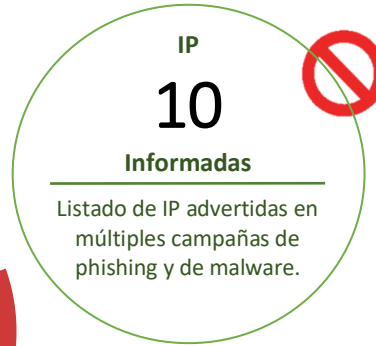 IP
10
Informadas
Listado de IP advertidas en
múltiples campañas de
phishing y de malware.